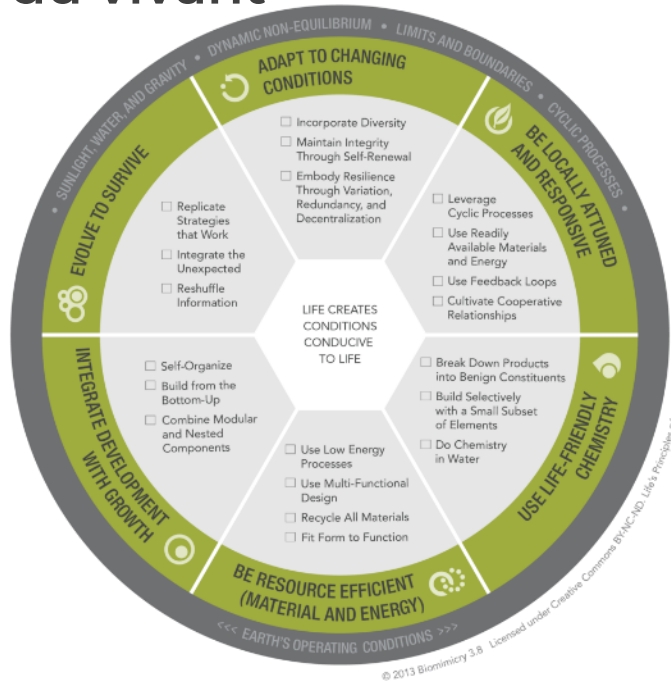 du vivant
SUNLIGHT, WATER, AND GRAVITY • DYNAMIC NON-EQUILIBRIUM • LIMITS AND BOUNDARIES • CYCLIC PROCESSES •
ADAPT TO CHANGING
CONDITIONS
Incorporate Diversity
Maintain Integrity
Through Self-Renewal
Embody Resilience
Through Variation,
Redundancy, and
Decentralization
BE LOCALLY ATTUNED
AND RESPONSIVE
Leverage
Cyclic Processes
Use Readily
Available Materials
and Energy
Use Feedback Loops
Cultivate Cooperative
Relationships
USE LIFE-FRIENDLY
CHEMISTRY
Break Down Products
into Benign Constituents
Build Selectively
with a Small Subset
of Elements
Do Chemistry
in Water
BE RESOURCE EFFICIENT
(MATERIAL AND ENERGY)
Use Low Energy
Processes
Use Multi-Functional
Design
Recycle All Materials
Fit Form to Function
INTEGRATE DEVELOPMENT
WITH GROWTH
Self-Organize
Build from the
Bottom-Up
Combine Modular
and Nested
Components
EVOLVE TO SURVIVE
Replicate
Strategies
that Work
Integrate the
Unexpected
Reshuffle
Information
LIFE CREATES
CONDITIONS
CONDUCIVE
TO LIFE
<<< EARTH'S OPERATING CONDITIONS >>>
© 2013 Biomimicry 3.8 Licensed under Creative Commons BY-NC-ND. Life's Principles